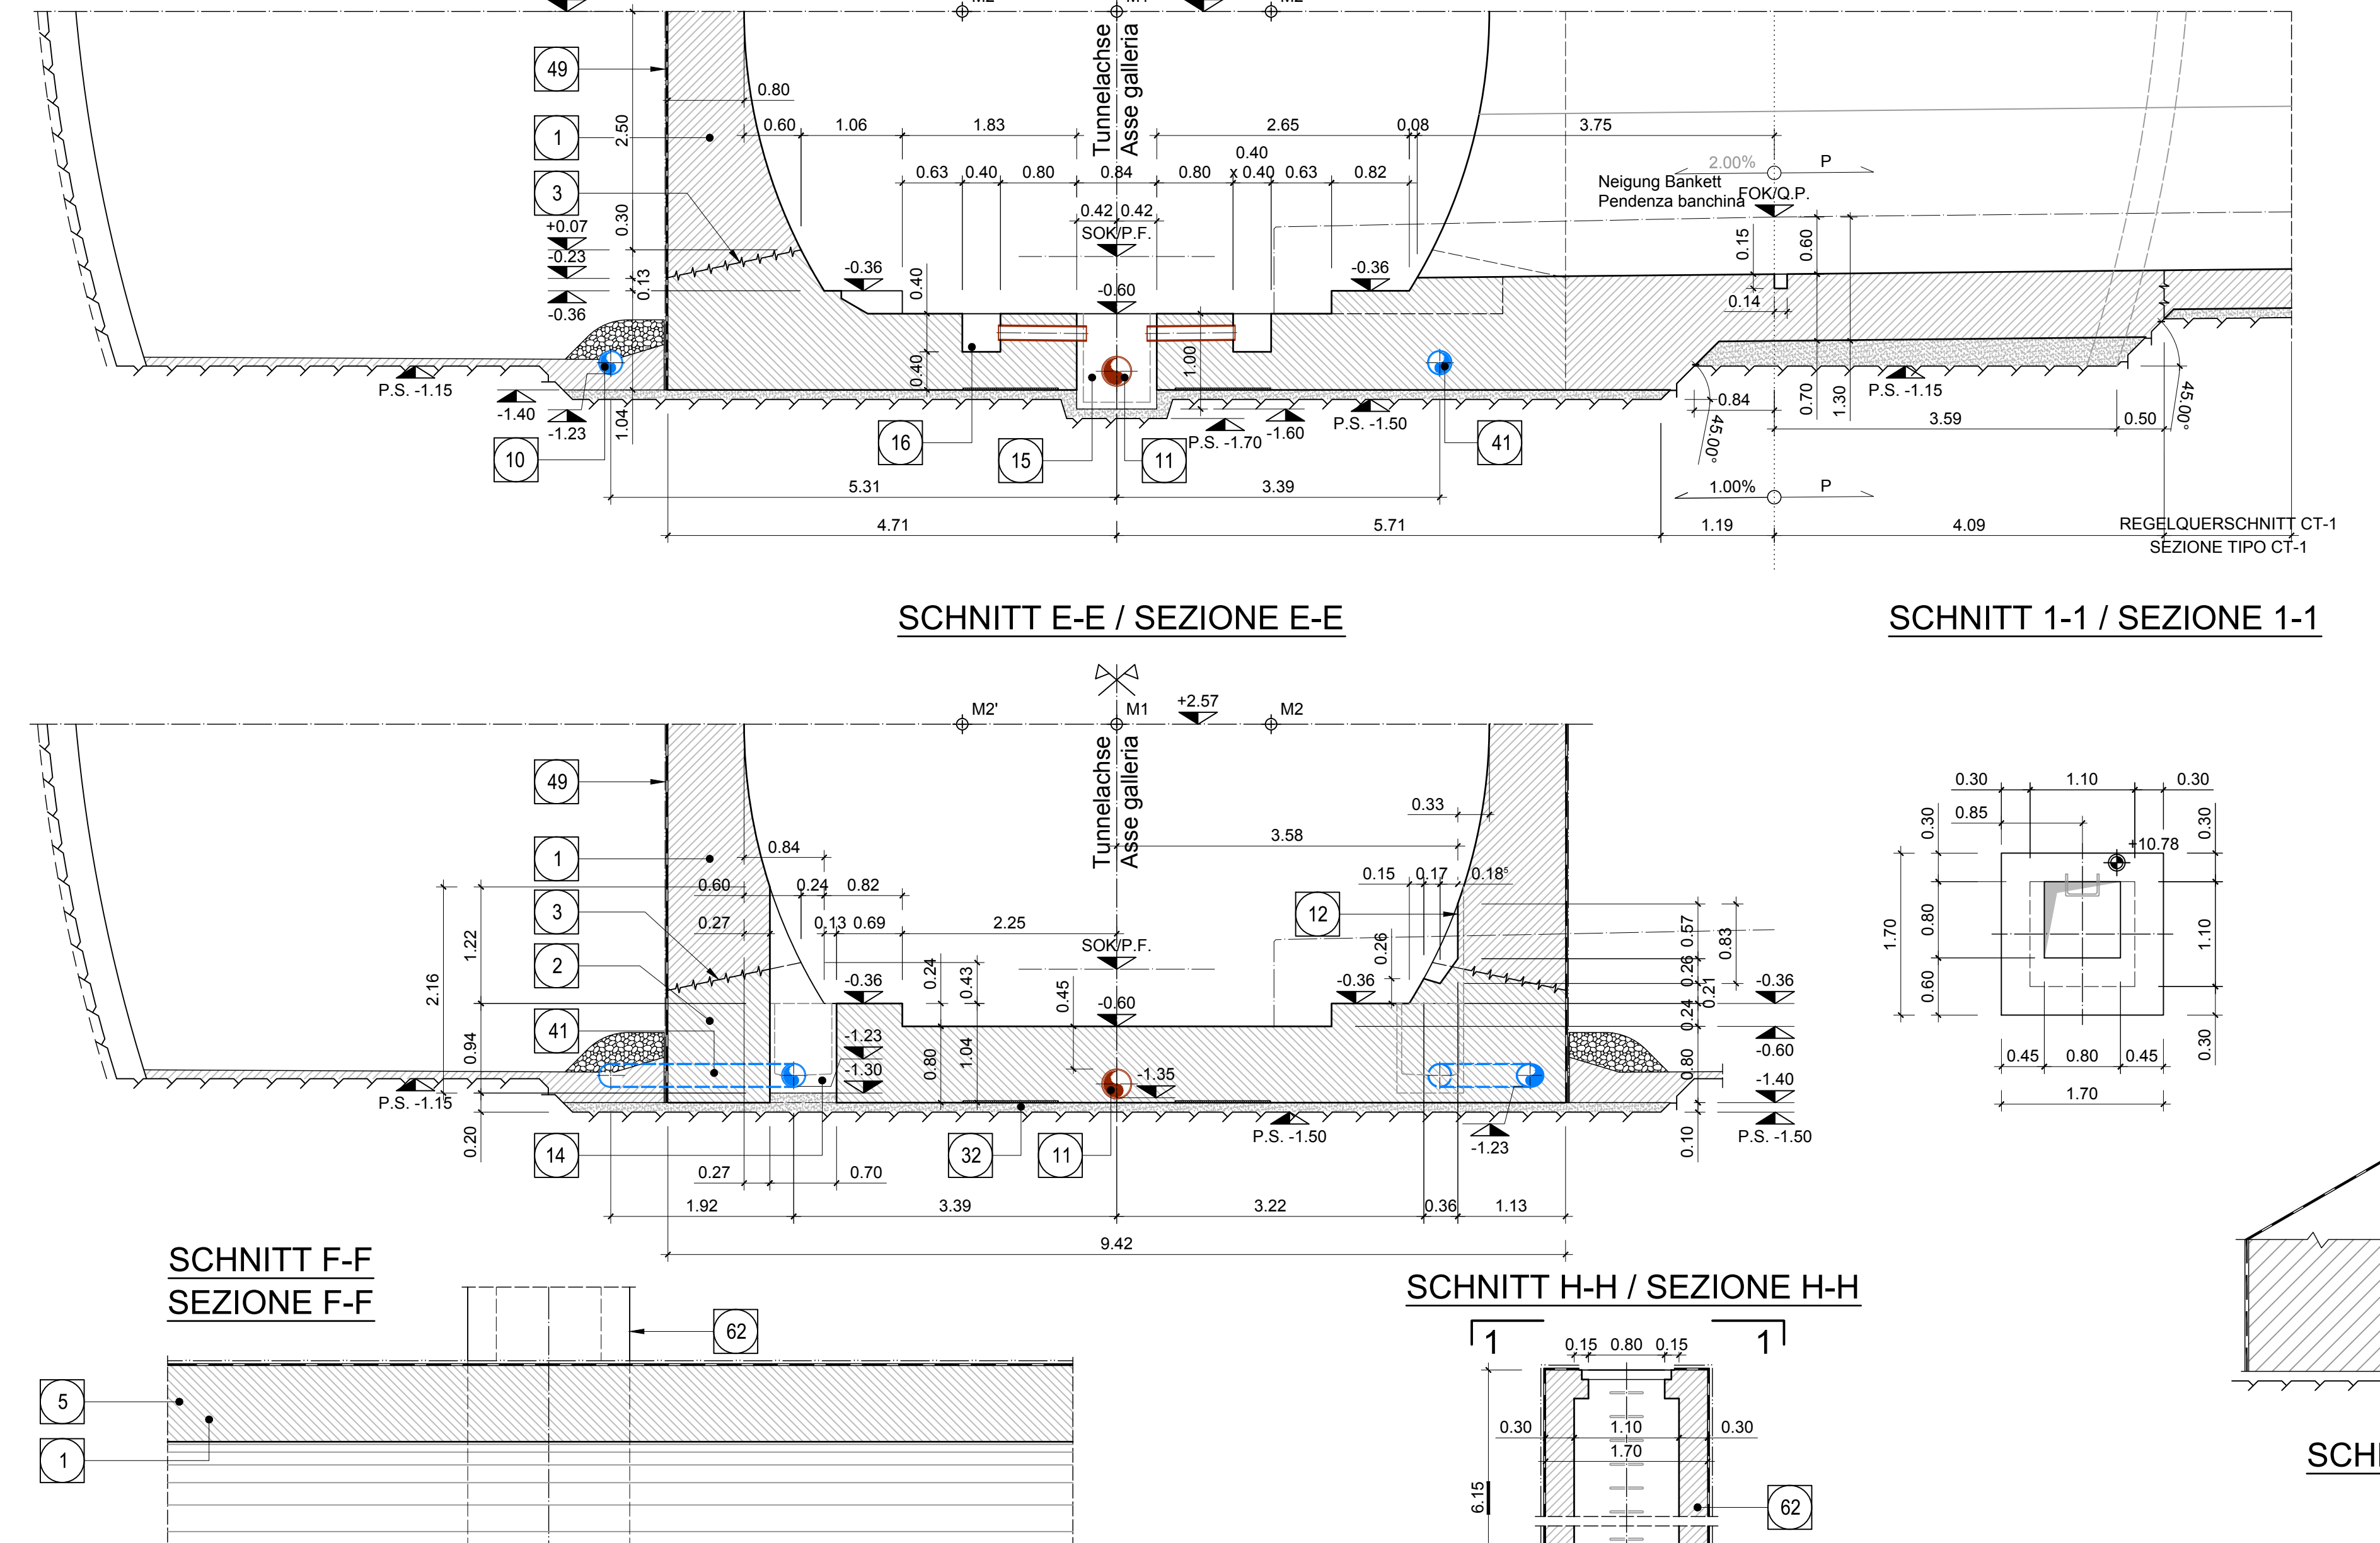 M2' M1 M2
Tunnelachse
Asse galleria
49
0.80
2.50
0.60 1.06 1.83 2.65 0.08 3.75
1
0.40
0.63 0.40 0.80 0.84 0.80 x 0.40 0.63 0.82
2.00% P
Neigung Bankett
Pendenza banchina
FOK/Q.P.
3
0.30
0.42 0.42
SOK/P.F.
+0.07
-0.23
0.13
-0.36
-0.36
0.40
-0.60
-0.36
0.15
0.60
0.14
0.40
1.00
P.S. -1.15
-1.40
-1.23
1.04
10
16
15
11
P.S. -1.70
-1.60
P.S. -1.50
41
0.84
45.00°
0.70
1.30
P.S. -1.15
3.59 0.50
45.00°
5.31 3.39
1.00% P
4.71 5.71 1.19 4.09
REGELQUERSCHNITT CT-1
SEZIONE TIPO CT-1
SCHNITT E-E / SEZIONE E-E
SCHNITT 1-1 / SEZIONE 1-1
M2' M1 +2.57 M2
Tunnelachse
Asse galleria
49
0.33
3.58
1
0.84
0.60 0.24 0.82
0.15 0.17 0.18⁵
3
0.27 0.13 0.69 2.25
12
2.16
1.22
SOK/P.F.
0.26
0.57
0.83
2
0.24
0.43
0.45
-0.36
-0.60
-0.36
0.26
0.21
0.24
-0.36
-0.60
41
0.94
-1.23
-1.30
0.80
1.04
-1.35
0.80
-1.40
P.S. -1.15
P.S. -1.50
-1.23
P.S. -1.50
0.20
0.10
14
32
11
0.27 0.70
1.92 3.39 3.22 0.36 1.13
9.42
0.30 1.10 0.30
0.85
0.30
0.30
+10.78
1.70
0.80
1.10
0.60
0.30
0.45 0.80 0.45
1.70
SCHNITT F-F
SEZIONE F-F
62
5
1
SCHNITT H-H / SEZIONE H-H
1 1
0.15 0.80 0.15
0.30 1.10 0.30
1.70
6.15
62